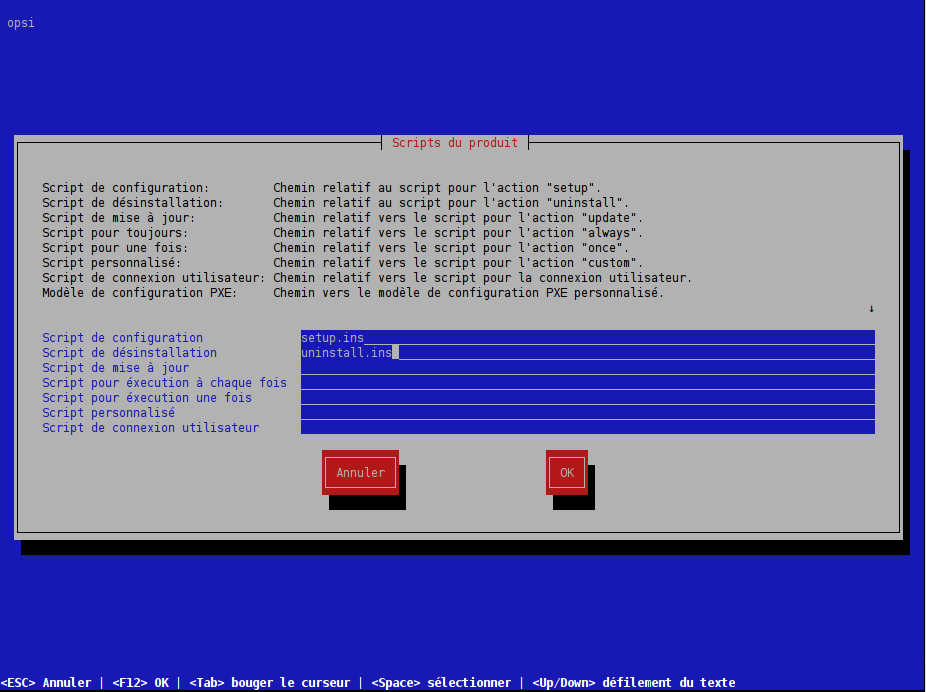 opsi
Scripts du produit
Script de configuration: Chemin relatif au script pour l'action "setup".
Script de désinstallation: Chemin relatif au script pour l'action "uninstall".
Script de mise à jour: Chemin relatif vers le script pour l'action "update".
Script pour toujours: Chemin relatif vers le script pour l'action "always".
Script pour une fois: Chemin relatif vers le script pour l'action "once".
Script personnalisé: Chemin relatif vers le script pour l'action "custom".
Script de connexion utilisateur: Chemin relatif vers le script pour la connexion utilisateur.
Modèle de configuration PXE: Chemin vers le modèle de configuration PXE personnalisé.
↓
Script de configuration setup.ins
Script de désinstallation uninstall.ins
Script de mise à jour
Script pour éxecution à chaque fois
Script pour éxecution une fois
Script personnalisé
Script de connexion utilisateur
Annuler OK
<ESC> Annuler | <F12> OK | <Tab> bouger le curseur | <Space> sélectionner | <Up/Down> défilement du texte